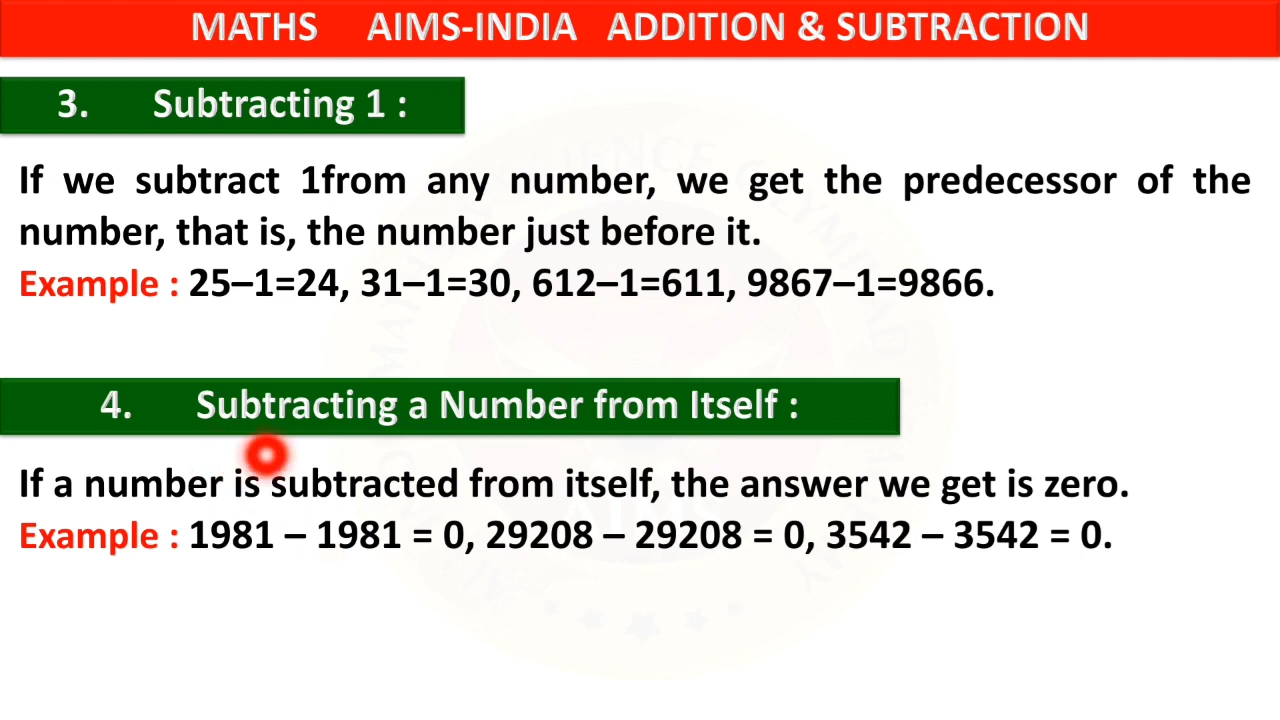 MATHS AIMS-INDIA ADDITION & SUBTRACTION
3. Subtracting 1 :
If we subtract 1from any number, we get the predecessor of the
number, that is, the number just before it.
Example : 25–1=24, 31–1=30, 612–1=611, 9867–1=9866.
4. Subtracting a Number from Itself :
If a number is subtracted from itself, the answer we get is zero.
Example : 1981 – 1981 = 0, 29208 – 29208 = 0, 3542 – 3542 = 0.
AIMS